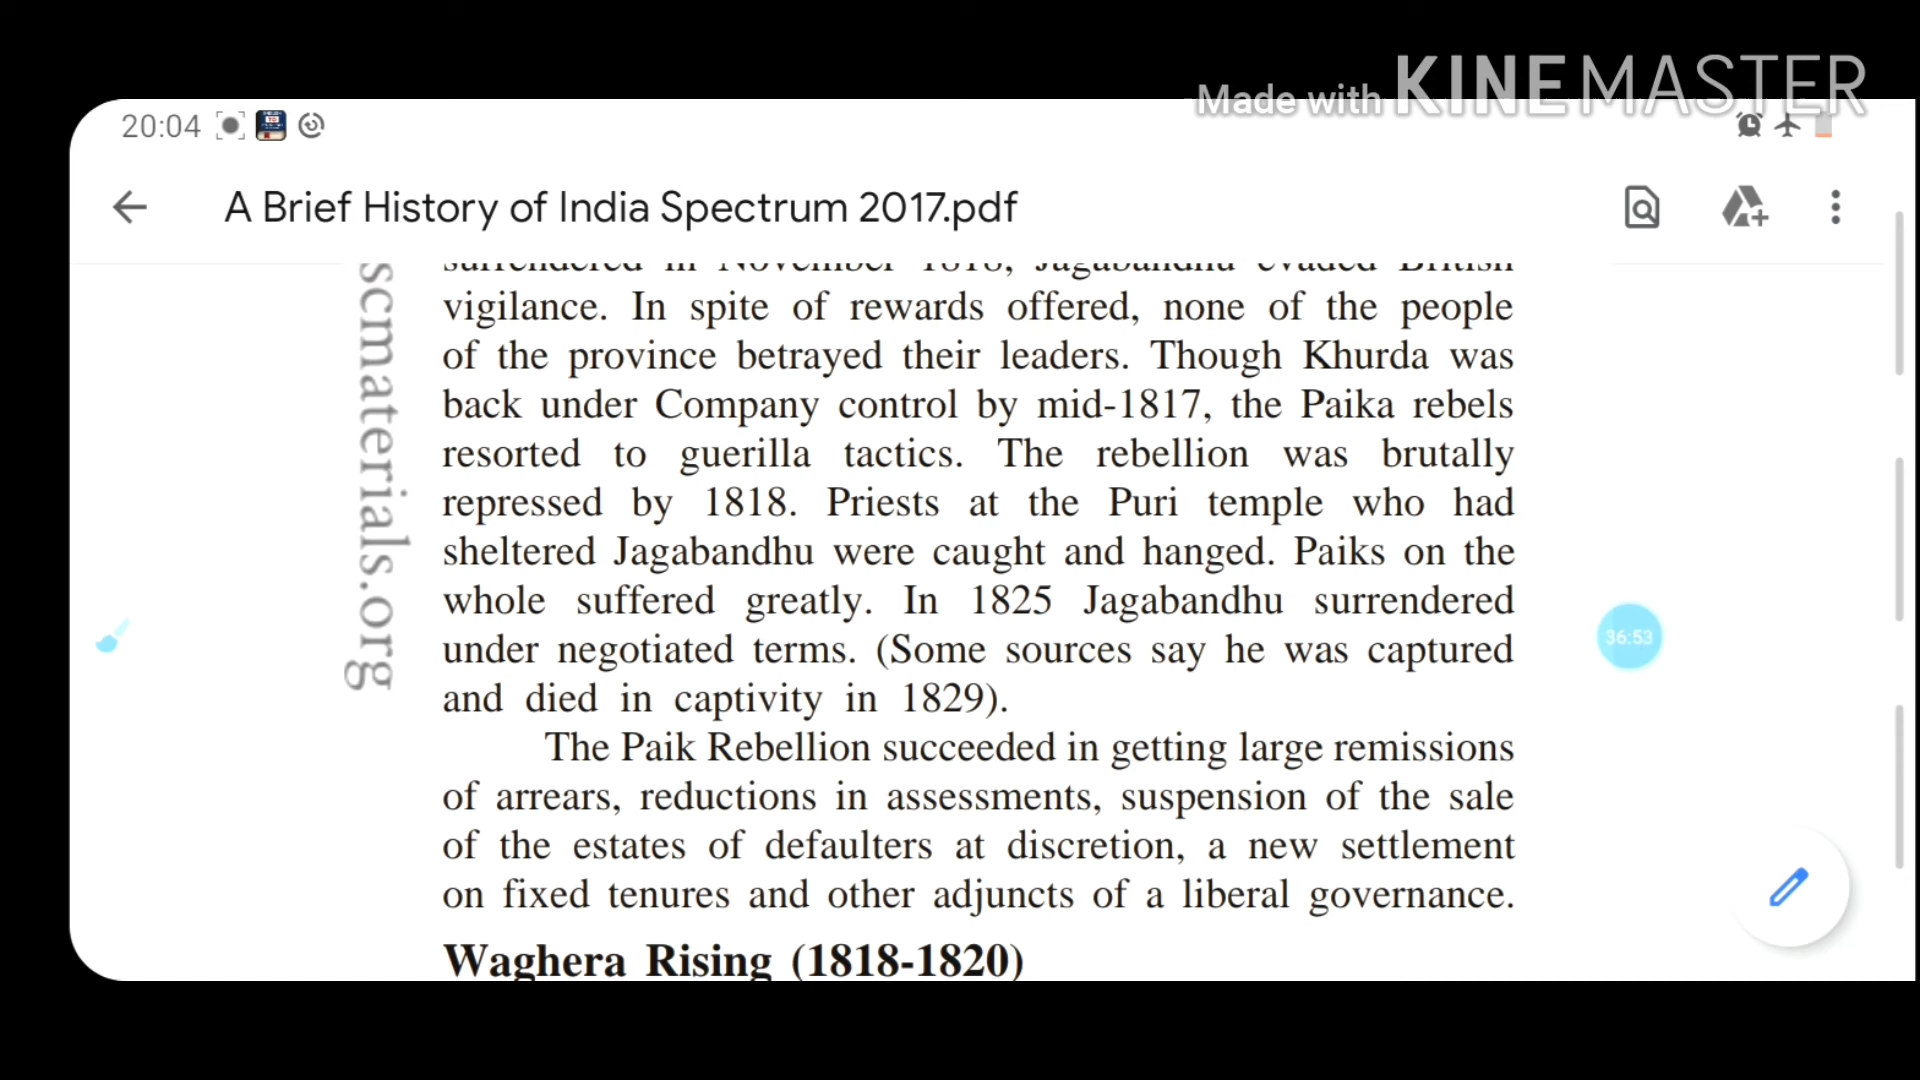 Made with KINEMASTER
20:04
A Brief History of India Spectrum 2017.pdf
surrendered in November 1818, Jagabandhu evaded British
vigilance. In spite of rewards offered, none of the people
of the province betrayed their leaders. Though Khurda was
back under Company control by mid-1817, the Paika rebels
resorted to guerilla tactics. The rebellion was brutally
repressed by 1818. Priests at the Puri temple who had
sheltered Jagabandhu were caught and hanged. Paiks on the
whole suffered greatly. In 1825 Jagabandhu surrendered
under negotiated terms. (Some sources say he was captured
and died in captivity in 1829).
The Paik Rebellion succeeded in getting large remissions
of arrears, reductions in assessments, suspension of the sale
of the estates of defaulters at discretion, a new settlement
on fixed tenures and other adjuncts of a liberal governance.
Waghera Rising (1818-1820)
scmaterials.org
36:53